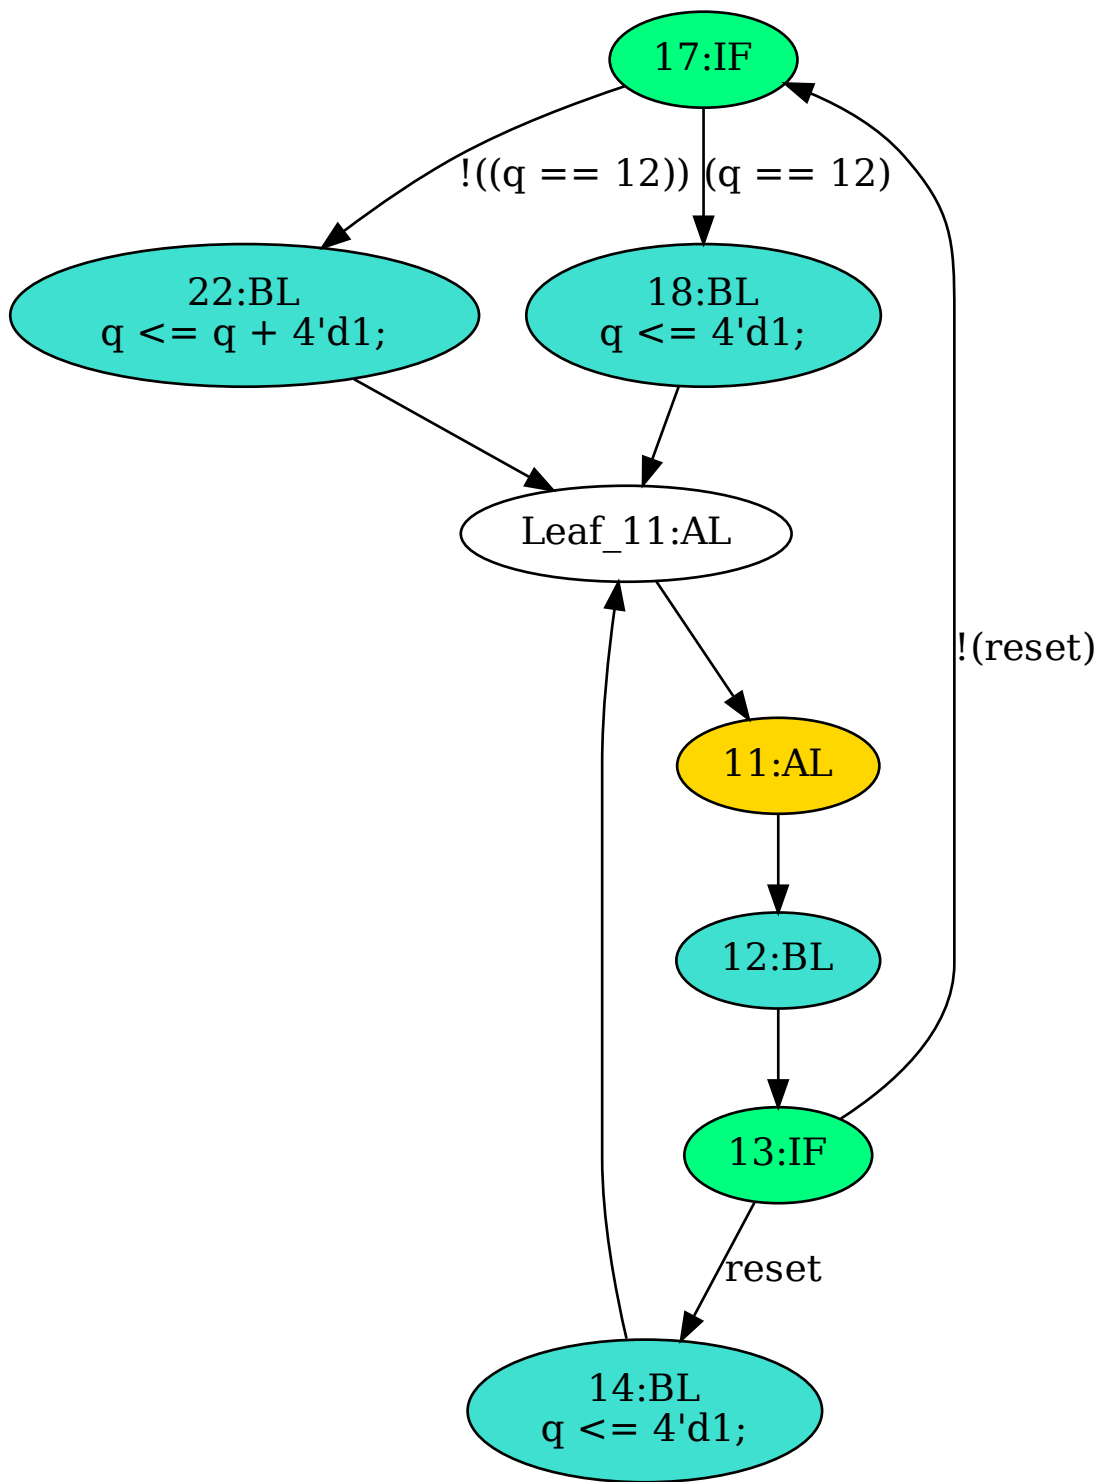 17:IF
!((q == 12))
(q == 12)
22:BL
q <= q + 4'd1;
18:BL
q <= 4'd1;
Leaf_11:AL
!(reset)
11:AL
12:BL
13:IF
reset
14:BL
q <= 4'd1;